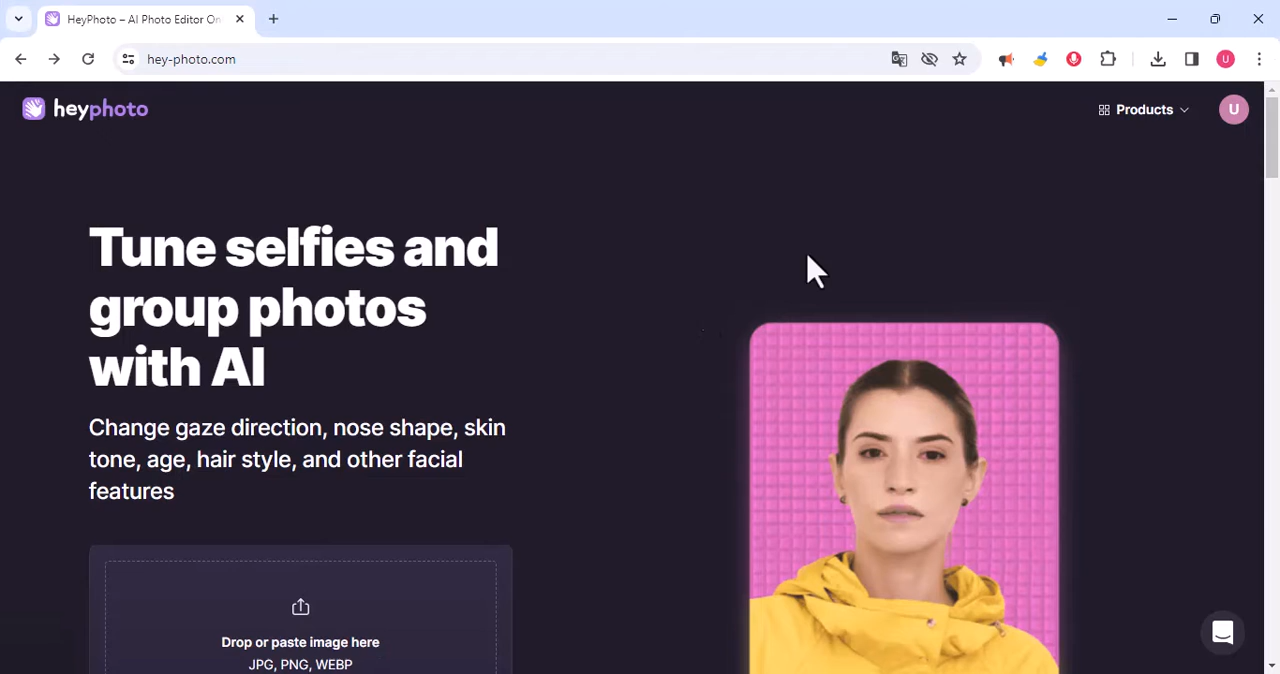 HeyPhoto – AI Photo Editor On
hey-photo.com
U
heyphoto
Products
U
Tune selfies and
group photos
with AI
Change gaze direction, nose shape, skin
tone, age, hair style, and other facial
features
Drop or paste image here
JPG, PNG, WEBP